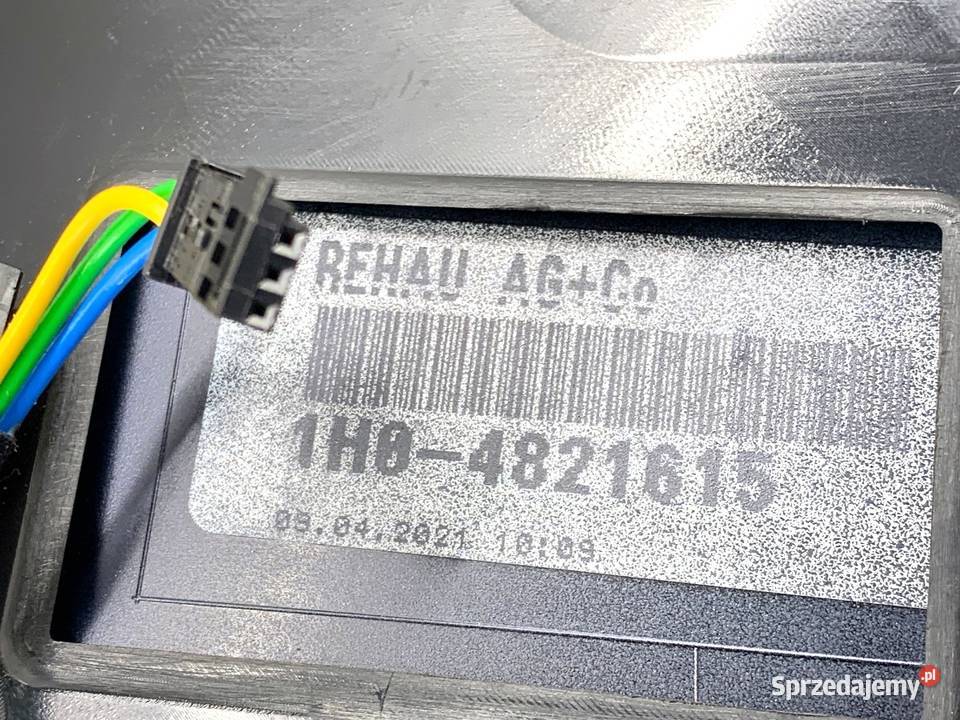 REHAU AG+Co
1H0-4821615
09.04.2021 10:09
Sprzedajemy.pl